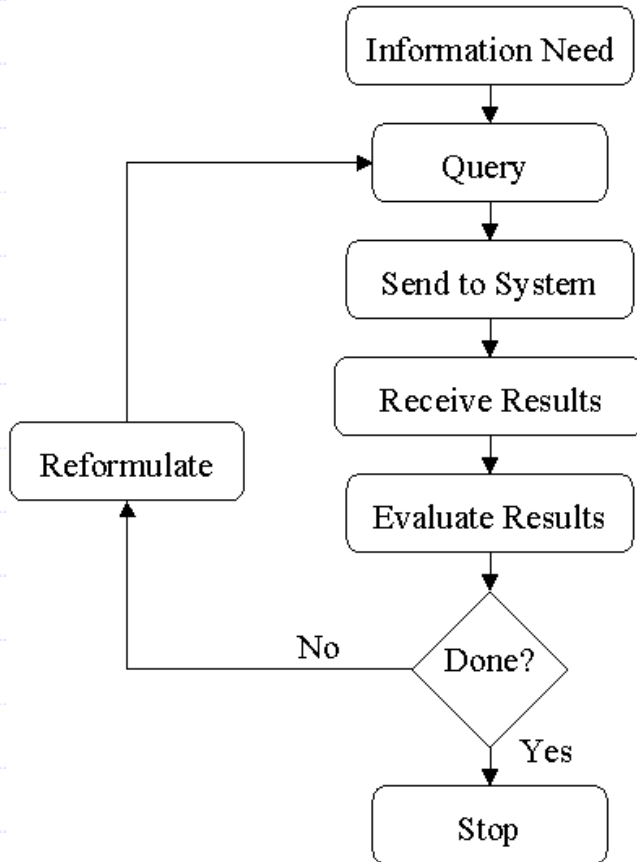 Information Need
Query
Send to System
Receive Results
Reformulate
Evaluate Results
No
Done?
Yes
Stop